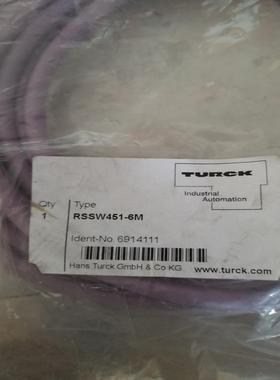 TURCK
Industrial
Automation
Qty Type
1 RSSW451-6M
Ident-No. 6914111
Hans Turck GmbH & Co KG
www.turck.com